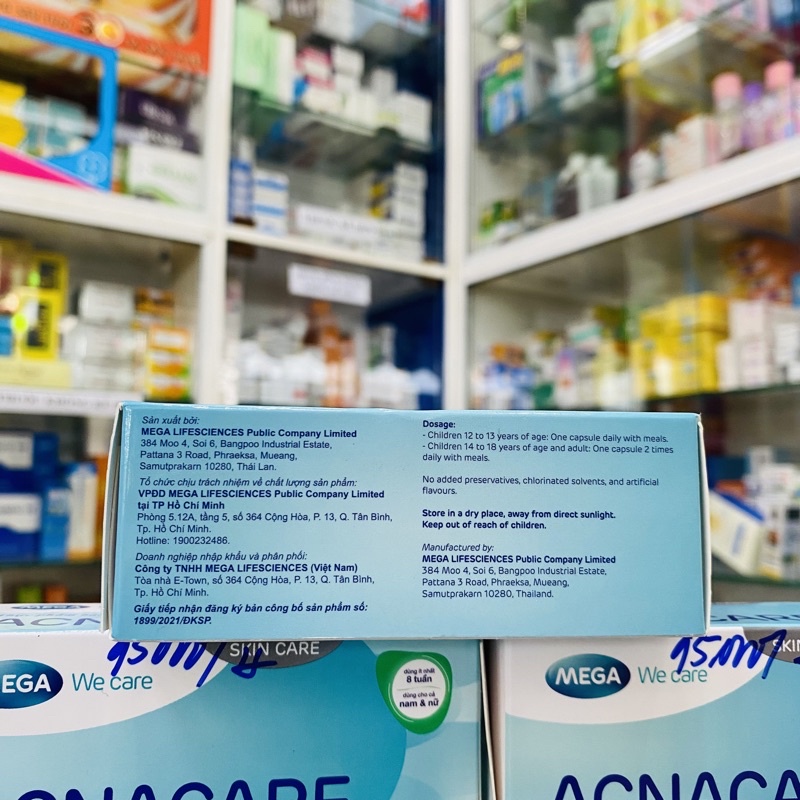 Sản xuất bởi:
MEGA LIFESCIENCES Public Company Limited
384 Moo 4, Soi 6, Bangpoo Industrial Estate,
Pattana 3 Road, Phraeksa, Mueang,
Samutprakarn 10280, Thái Lan.
Tổ chức chịu trách nhiệm về chất lượng sản phẩm:
VPĐD MEGA LIFESCIENCES Public Company Limited
tại TP Hồ Chí Minh
Phòng 5.12A, tầng 5, số 364 Cộng Hòa, P. 13, Q. Tân Bình,
Tp. Hồ Chí Minh.
Hotline: 1900232486.
Doanh nghiệp nhập khẩu và phân phối:
Công ty TNHH MEGA LIFESCIENCES (Việt Nam)
Tòa nhà E-Town, số 364 Cộng Hòa, P. 13, Q. Tân Bình,
Tp. Hồ Chí Minh.
Giấy tiếp nhận đăng ký bản công bố sản phẩm số:
1899/2021/ĐKSP.
Dosage:
- Children 12 to 13 years of age: One capsule daily with meals.
- Children 14 to 18 years of age and adult: One capsule 2 times
daily with meals.
No added preservatives, chlorinated solvents, and artificial
flavours.
Store in a dry place, away from direct sunlight.
Keep out of reach of children.
Manufactured by:
MEGA LIFESCIENCES Public Company Limited
384 Moo 4, Soi 6, Bangpoo Industrial Estate,
Pattana 3 Road, Phraeksa, Mueang,
Samutprakarn 10280, Thailand.
SKIN CARE
EGA We care
dùng ít nhất
8 tuần
dùng cho cả
nam & nữ
MEGA We care
SKIN
ACNACA